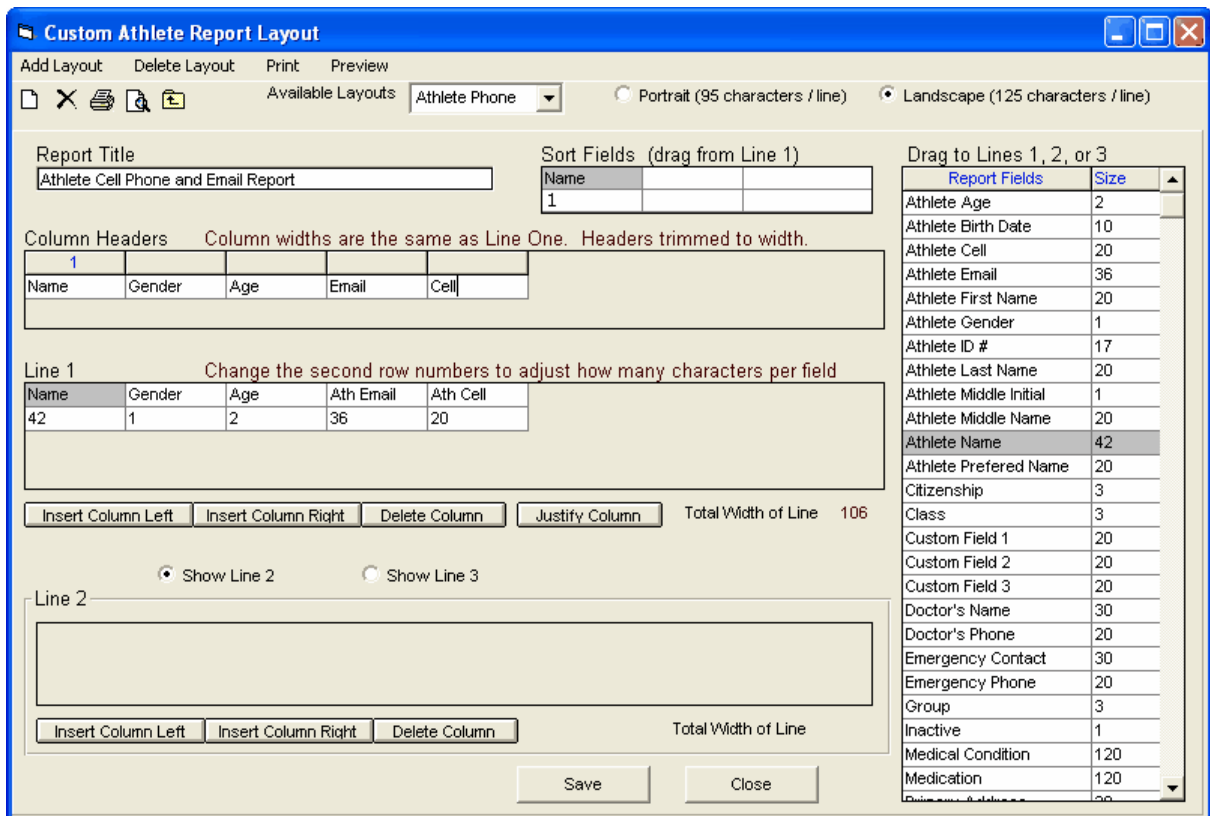 Custom Athlete Report Layout
Add Layout Delete Layout Print Preview
Available Layouts Athlete Phone Portrait (95 characters / line) Landscape (125 characters / line)
Report Title
Athlete Cell Phone and Email Report
Sort Fields (drag from Line 1)
Name
1
Column Headers Column widths are the same as Line One. Headers trimmed to width.
1
Name Gender Age Email Cell
Line 1 Change the second row numbers to adjust how many characters per field
Name Gender Age Ath Email Ath Cell
42 1 2 36 20
Insert Column Left Insert Column Right Delete Column Justify Column Total Width of Line 106
Show Line 2 Show Line 3
Line 2
Insert Column Left Insert Column Right Delete Column Total Width of Line
Save Close
Drag to Lines 1, 2, or 3
Report Fields Size
Athlete Age 2
Athlete Birth Date 10
Athlete Cell 20
Athlete Email 36
Athlete First Name 20
Athlete Gender 1
Athlete ID # 17
Athlete Last Name 20
Athlete Middle Initial 1
Athlete Middle Name 20
Athlete Name 42
Athlete Prefered Name 20
Citizenship 3
Class 3
Custom Field 1 20
Custom Field 2 20
Custom Field 3 20
Doctor's Name 30
Doctor's Phone 20
Emergency Contact 30
Emergency Phone 20
Group 3
Inactive 1
Medical Condition 120
Medication 120